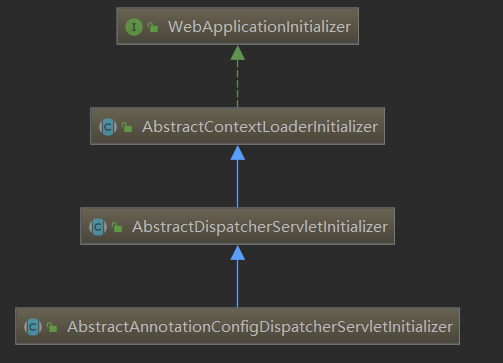 I WebApplicationInitializer
C AbstractContextLoaderInitializer
C AbstractDispatcherServletInitializer
C AbstractAnnotationConfigDispatcherServletInitializer